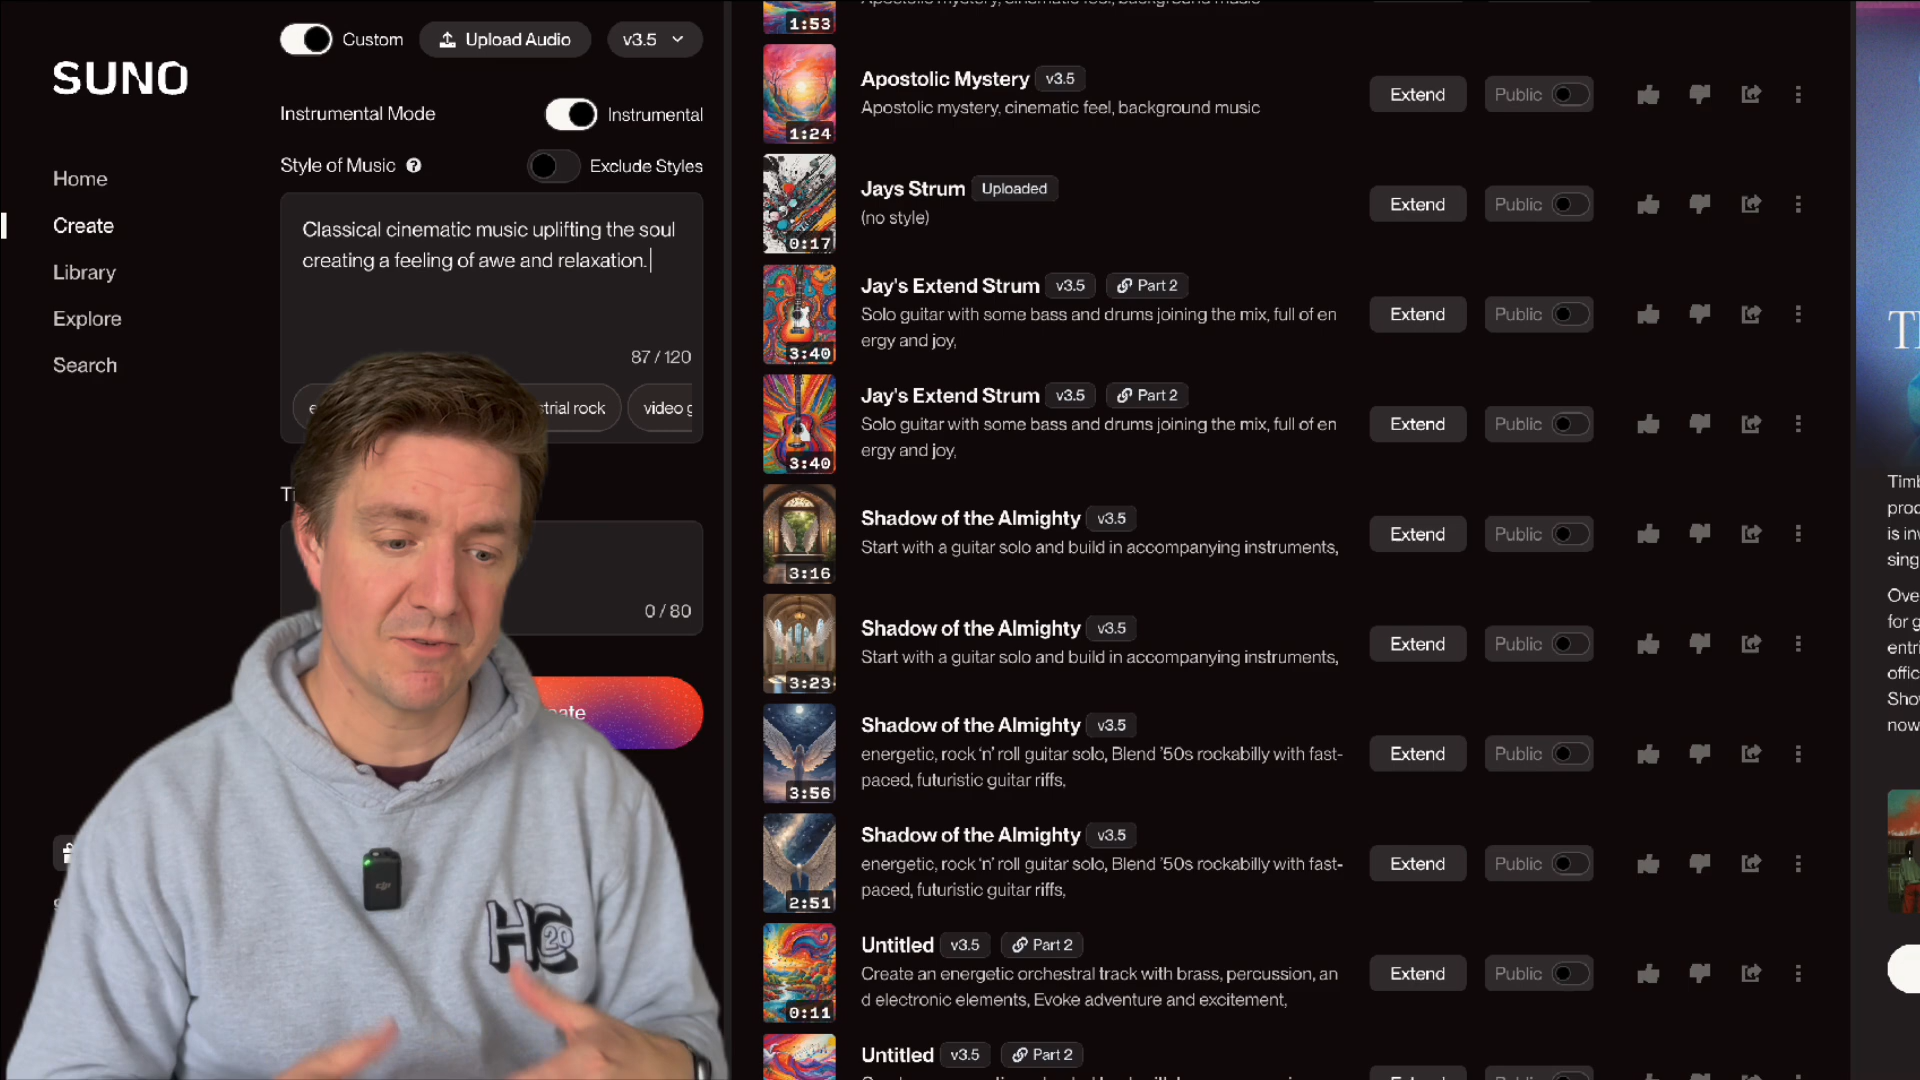 Custom
Upload Audio
v3.5
SUNO
Instrumental Mode
Instrumental
Style of Music
Exclude Styles
Home
Create
Library
Explore
Search
Classical cinematic music uplifting the soul
creating a feeling of awe and relaxation.
87 / 120
strial rock
video g
0 / 80
HC
20
1:53
Apostolic mystery, cinematic feel, background music
Apostolic Mystery v3.5
Apostolic mystery, cinematic feel, background music
1:24
Extend
Public
Jays Strum Uploaded
(no style)
0:17
Extend
Public
Jay's Extend Strum v3.5 Part 2
Solo guitar with some bass and drums joining the mix, full of en
ergy and joy,
3:40
Extend
Public
Jay's Extend Strum v3.5 Part 2
Solo guitar with some bass and drums joining the mix, full of en
ergy and joy,
3:40
Extend
Public
Shadow of the Almighty v3.5
Start with a guitar solo and build in accompanying instruments,
3:16
Extend
Public
Shadow of the Almighty v3.5
Start with a guitar solo and build in accompanying instruments,
3:23
Extend
Public
Shadow of the Almighty v3.5
energetic, rock 'n' roll guitar solo, Blend '50s rockabilly with fast-
paced, futuristic guitar riffs,
3:56
Extend
Public
Shadow of the Almighty v3.5
energetic, rock 'n' roll guitar solo, Blend '50s rockabilly with fast-
paced, futuristic guitar riffs,
2:51
Extend
Public
Untitled v3.5 Part 2
Create an energetic orchestral track with brass, percussion, an
d electronic elements, Evoke adventure and excitement,
0:11
Extend
Public
Untitled v3.5 Part 2